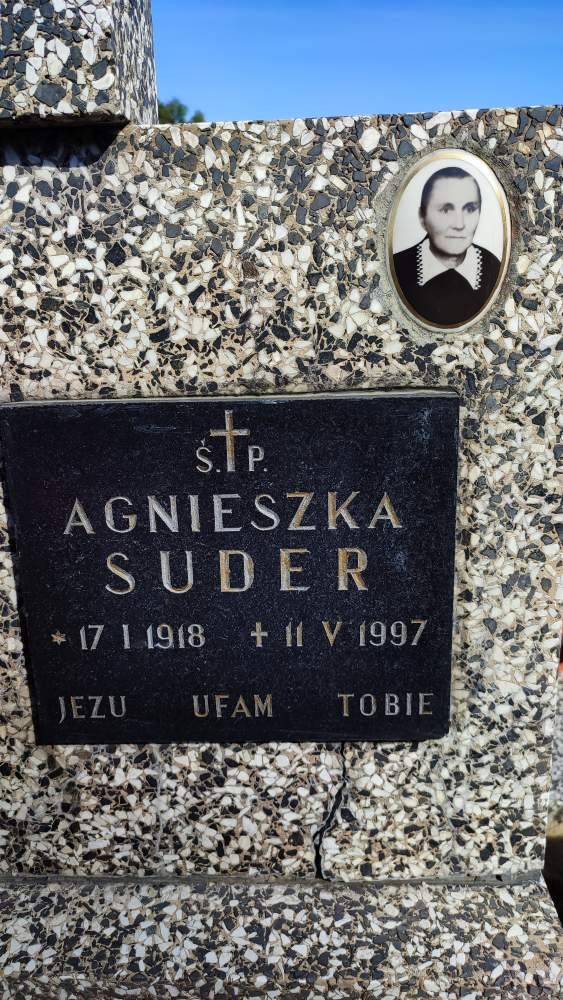 Ś. P.
AGNIESZKA
SUDER
* 17 I 1918 + 11 V 1997
JEZU UFAM TOBIE